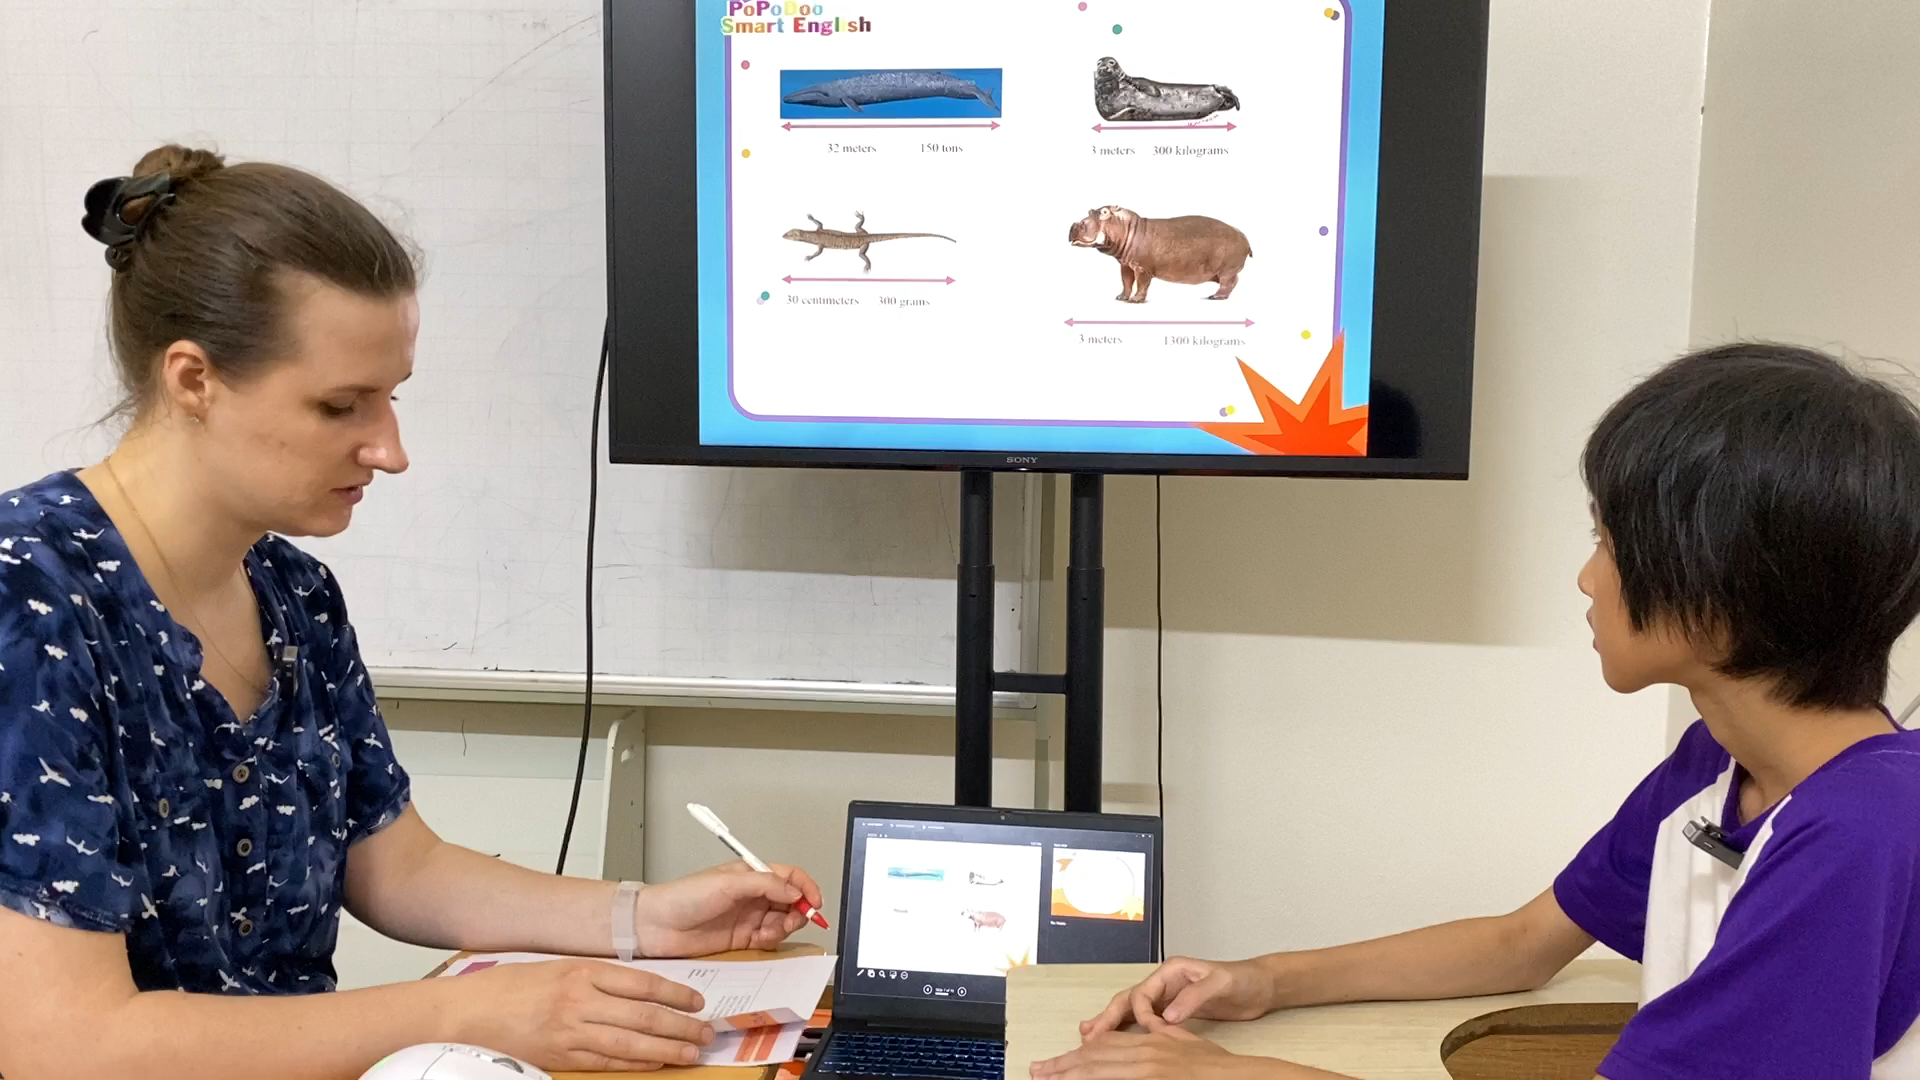 PoPoDoo
Smart English
32 meters 150 tons
3 meters 300 kilograms
30 centimeters 300 grams
3 meters 1300 kilograms
SONY